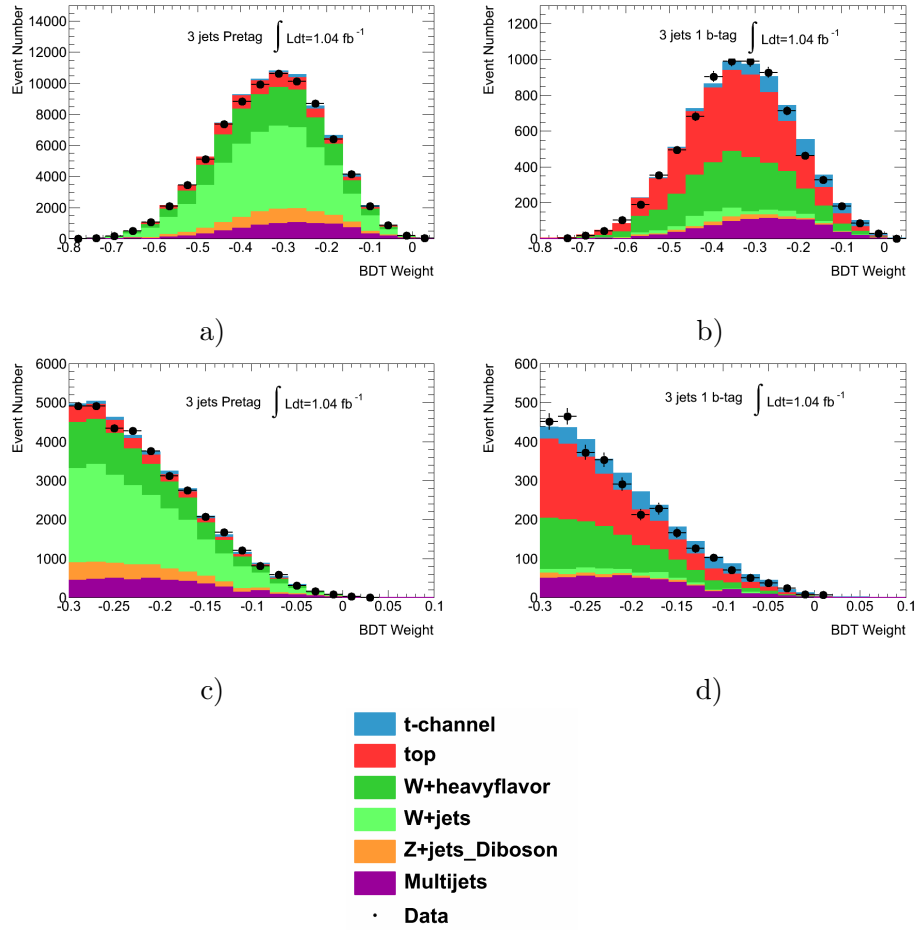 Event Number
14000
12000
10000
8000
6000
4000
2000
0
3 jets Pretag ∫ Ldt=1.04 fb⁻¹
-0.8 -0.7 -0.6 -0.5 -0.4 -0.3 -0.2 -0.1 0
BDT Weight
a)
Event Number
1200
1000
800
600
400
200
0
3 jets 1 b-tag ∫ Ldt=1.04 fb⁻¹
-0.8 -0.7 -0.6 -0.5 -0.4 -0.3 -0.2 -0.1 0
BDT Weight
b)
Event Number
6000
5000
4000
3000
2000
1000
0
3 jets Pretag ∫ Ldt=1.04 fb⁻¹
-0.3 -0.25 -0.2 -0.15 -0.1 -0.05 0 0.05 0.1
BDT Weight
c)
Event Number
600
500
400
300
200
100
0
3 jets 1 b-tag ∫ Ldt=1.04 fb⁻¹
-0.3 -0.25 -0.2 -0.15 -0.1 -0.05 0 0.05 0.1
BDT Weight
d)
t-channel
top
W+heavyflavor
W+jets
Z+jets_Diboson
Multijets
Data